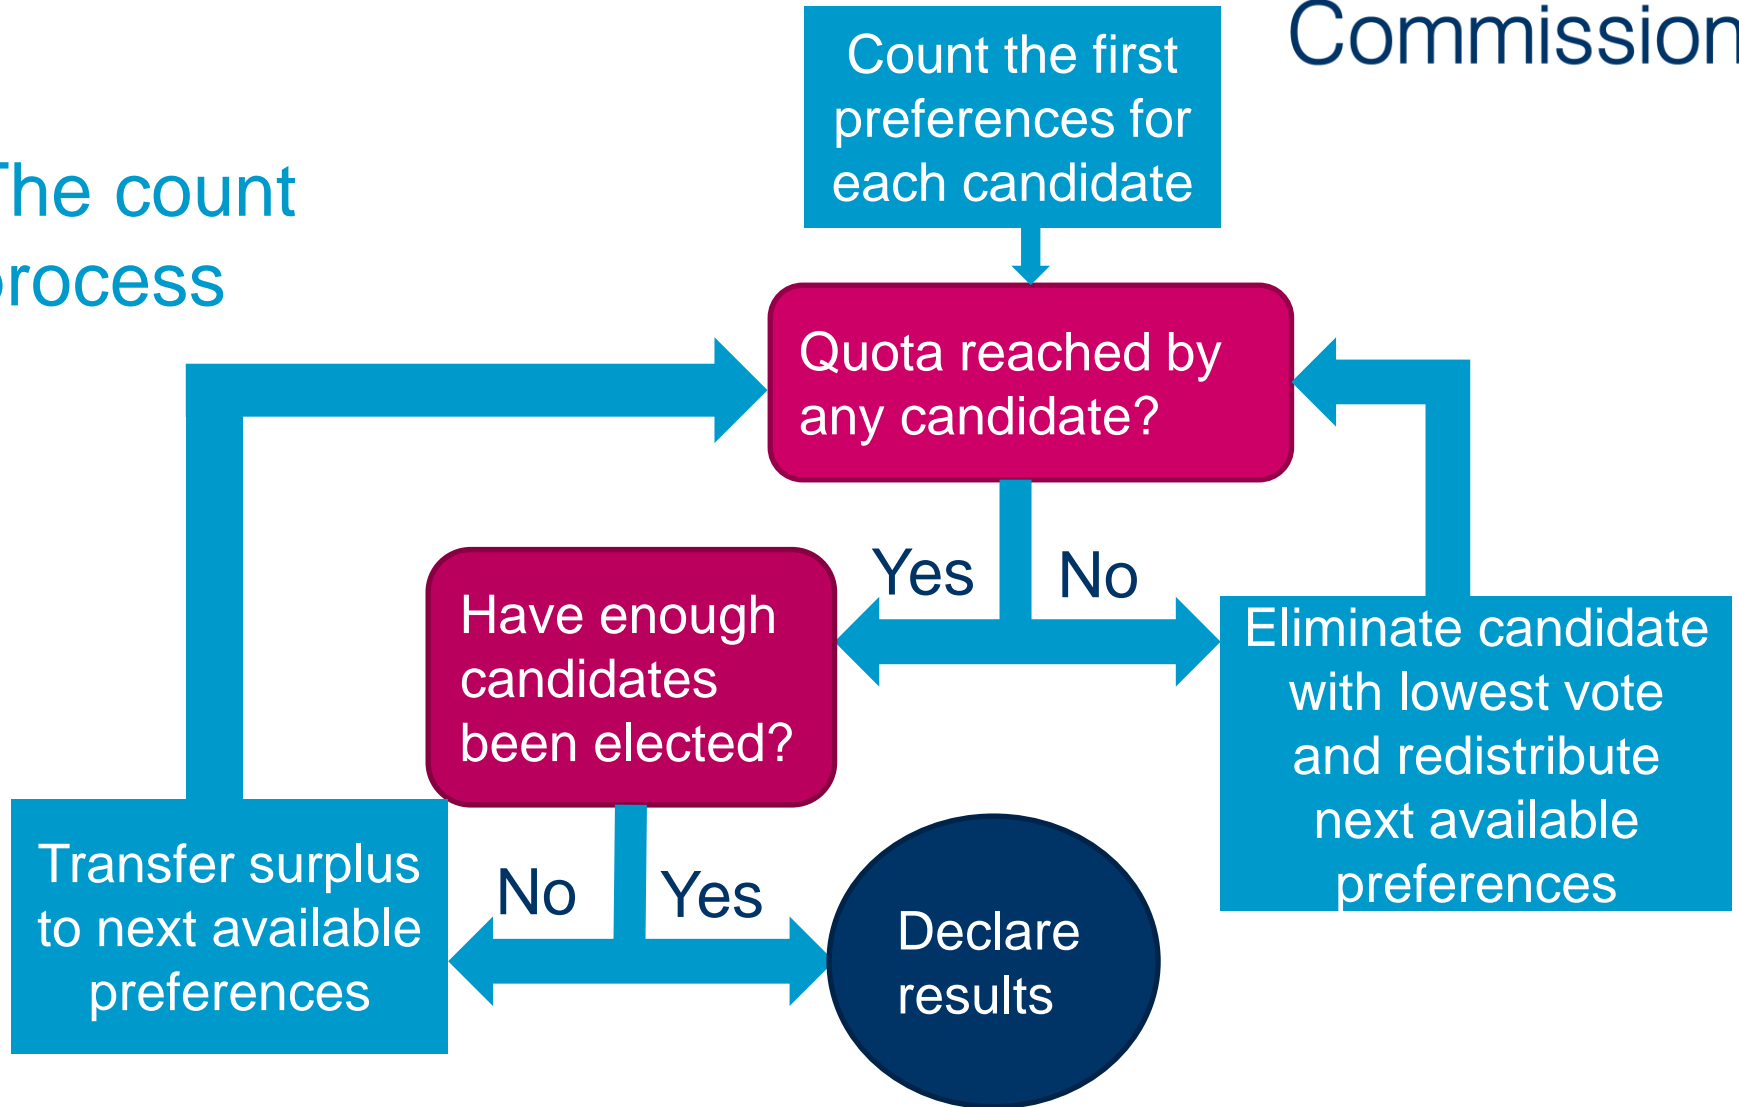 Commission
The count
process
Count the first
preferences for
each candidate
Quota reached by
any candidate?
Yes
No
Have enough
candidates
been elected?
Eliminate candidate
with lowest vote
and redistribute
next available
preferences
No
Yes
Transfer surplus
to next available
preferences
Declare
results